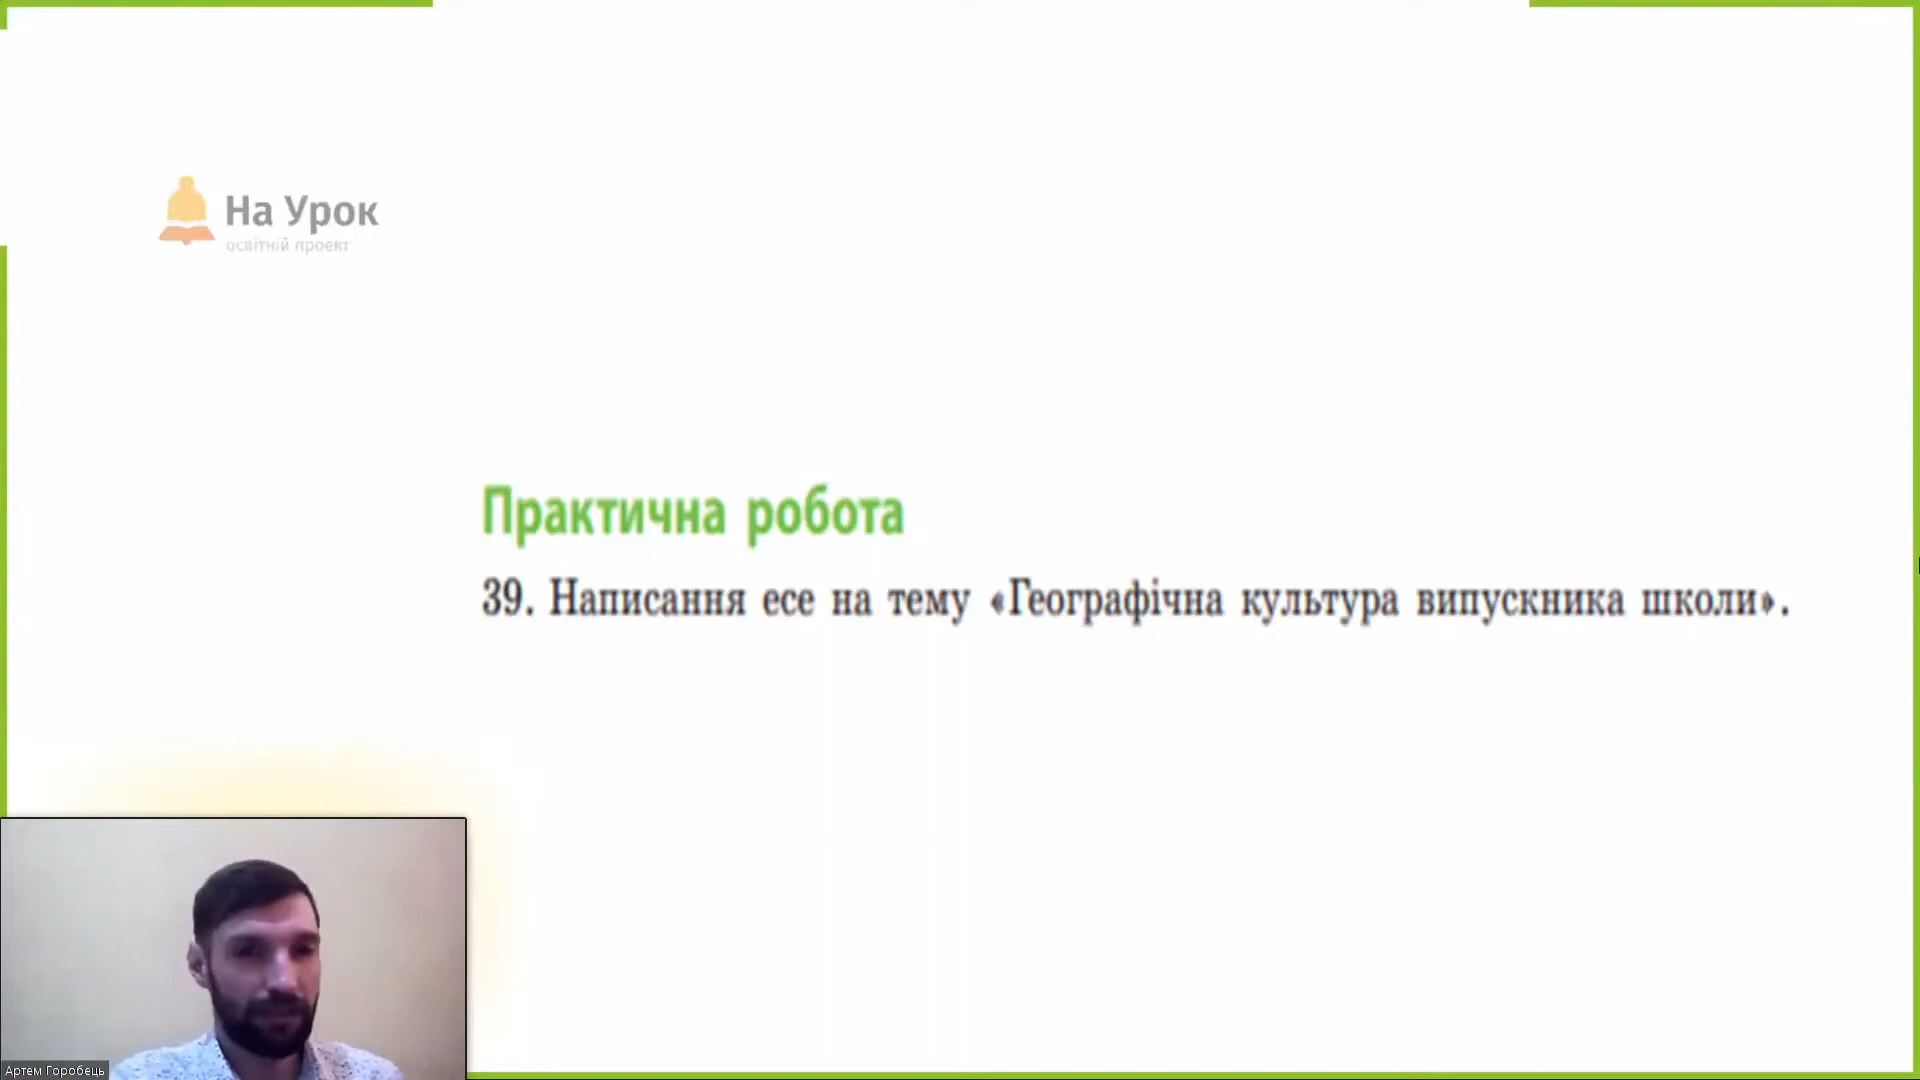 На Урок
освітній проект
Практична робота
39. Написання есе на тему «Географічна культура випускника школи».
Артем Горобець